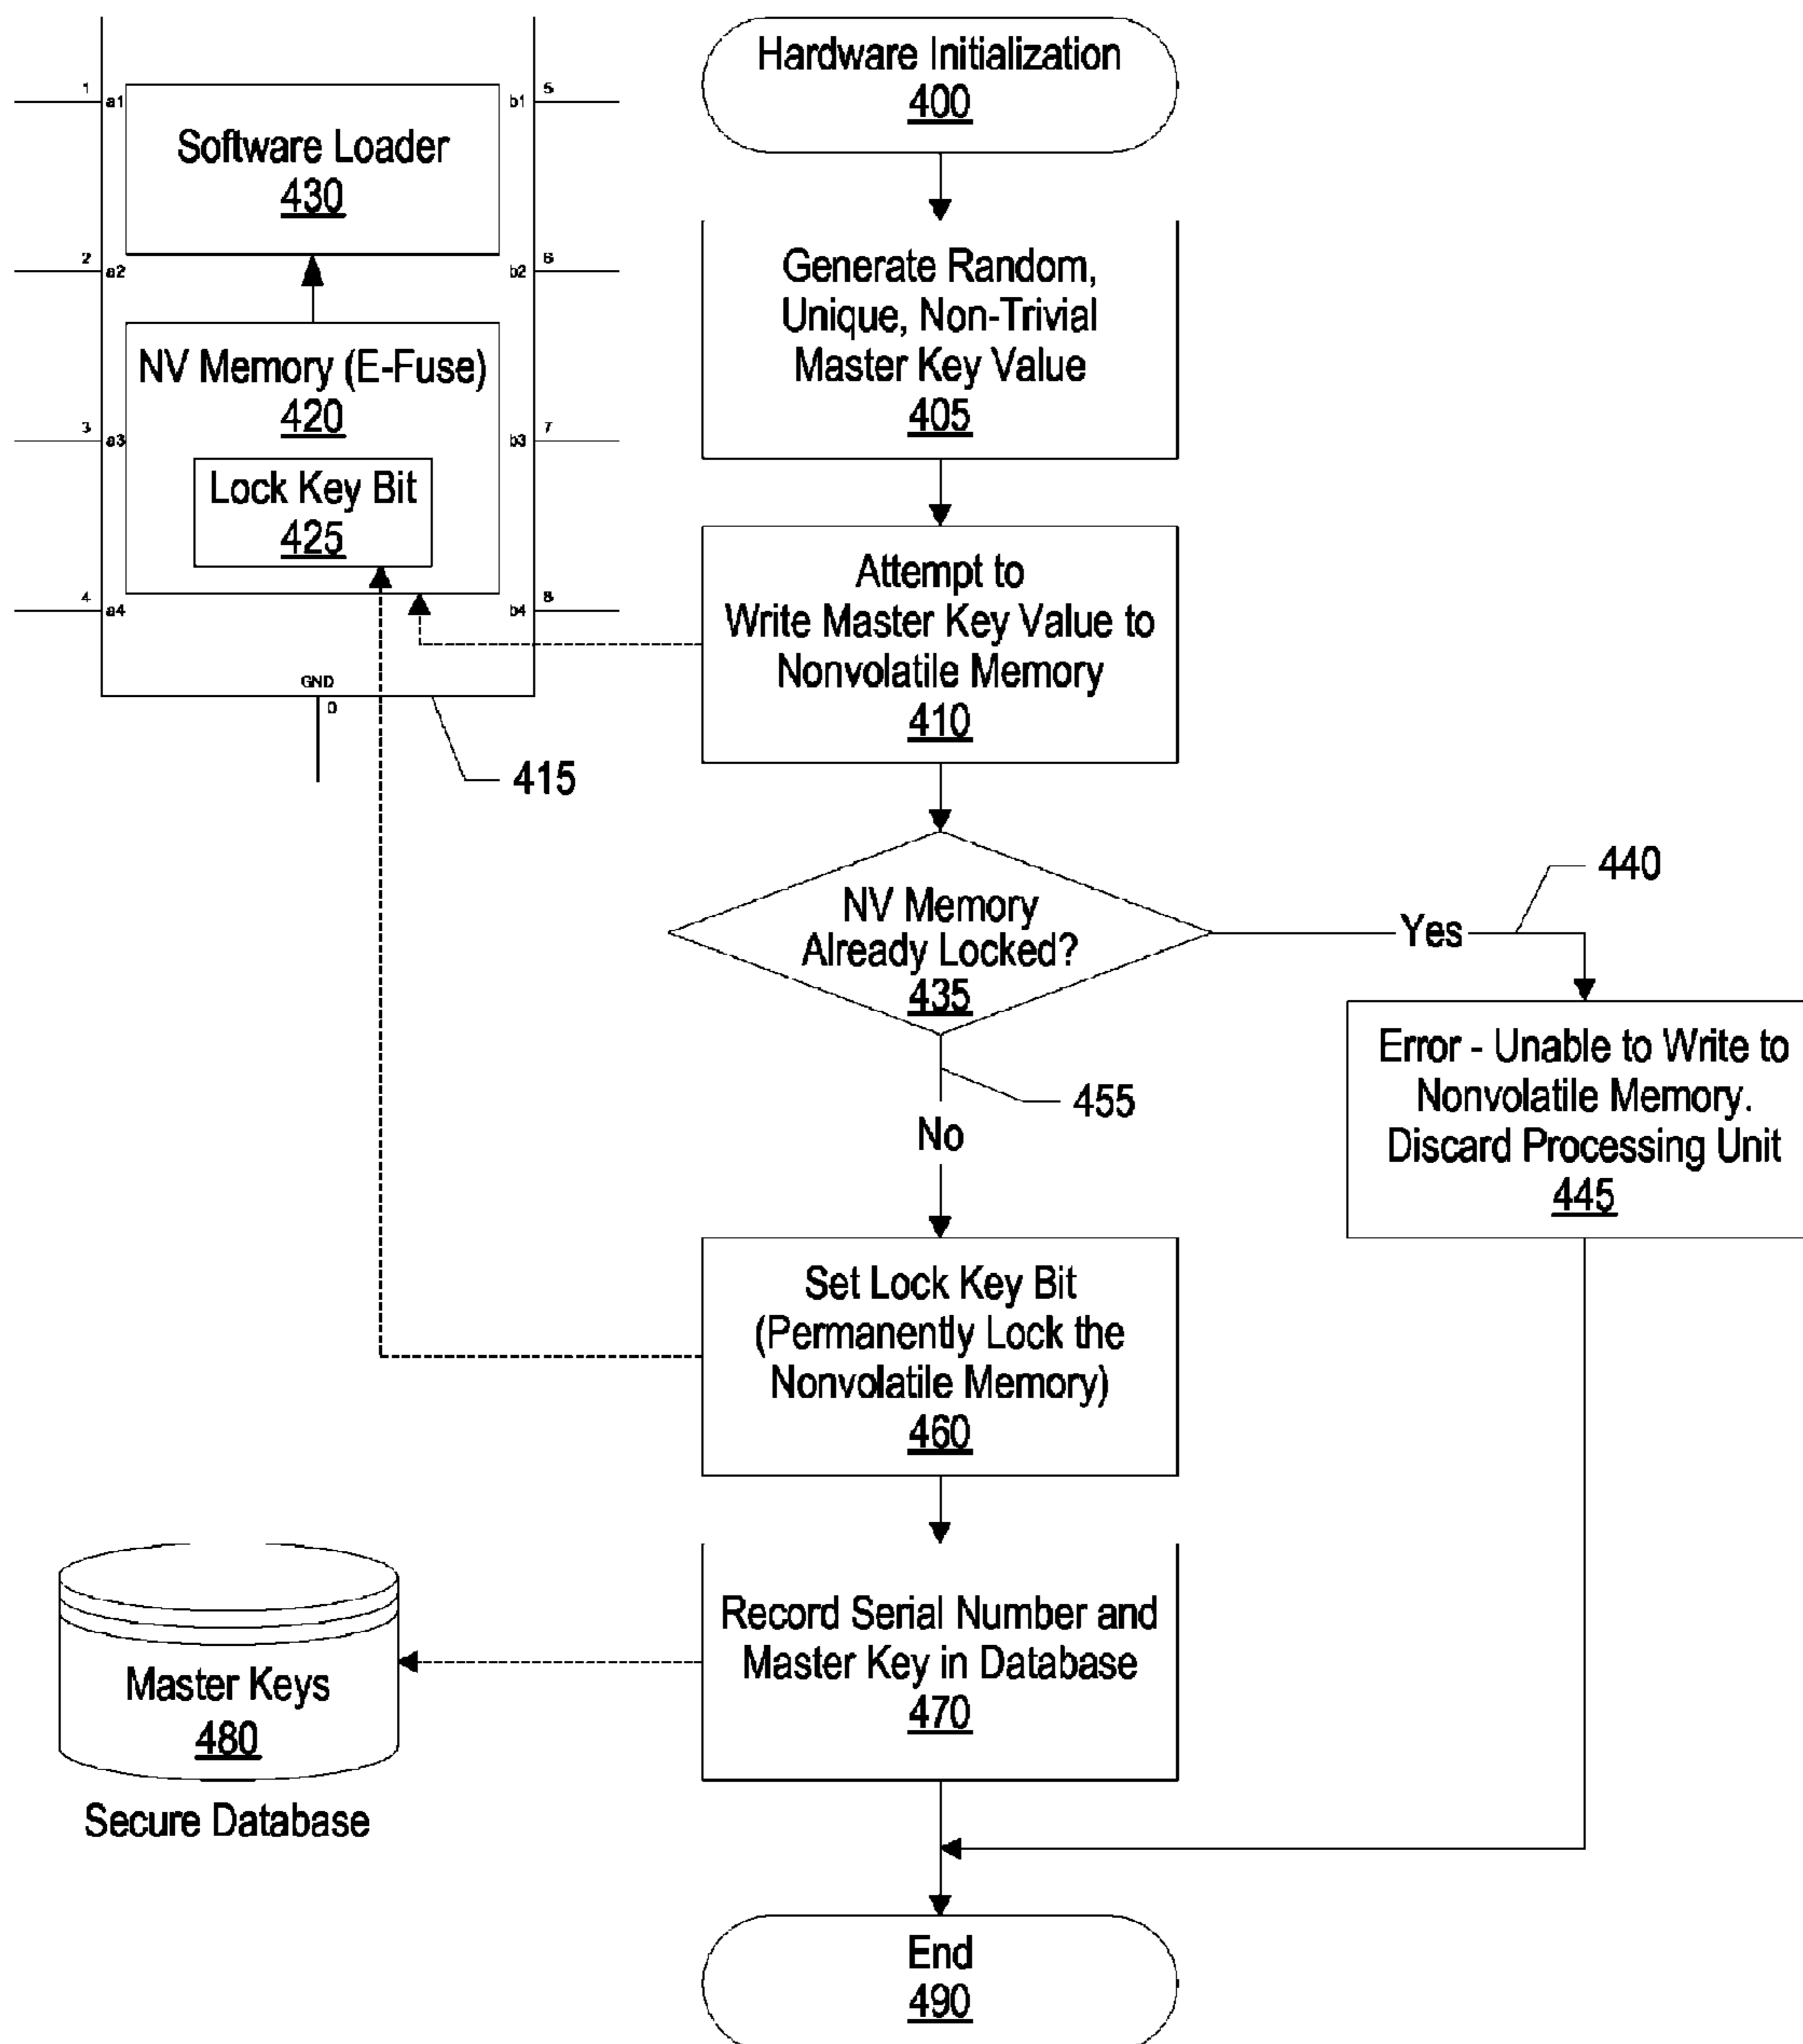 Hardware Initialization
400
1
a1
b1
5
Software Loader
430
2
a2
b2
6
Generate Random,
Unique, Non-Trivial
Master Key Value
405
NV Memory (E-Fuse)
420
3
a3
b3
7
Lock Key Bit
425
4
a4
b4
8
GND
0
415
Attempt to
Write Master Key Value to
Nonvolatile Memory
410
NV Memory
Already Locked?
435
Yes
440
Error - Unable to Write to
Nonvolatile Memory.
Discard Processing Unit
445
455
No
Set Lock Key Bit
(Permanently Lock the
Nonvolatile Memory)
460
Record Serial Number and
Master Key in Database
470
Master Keys
480
Secure Database
End
490